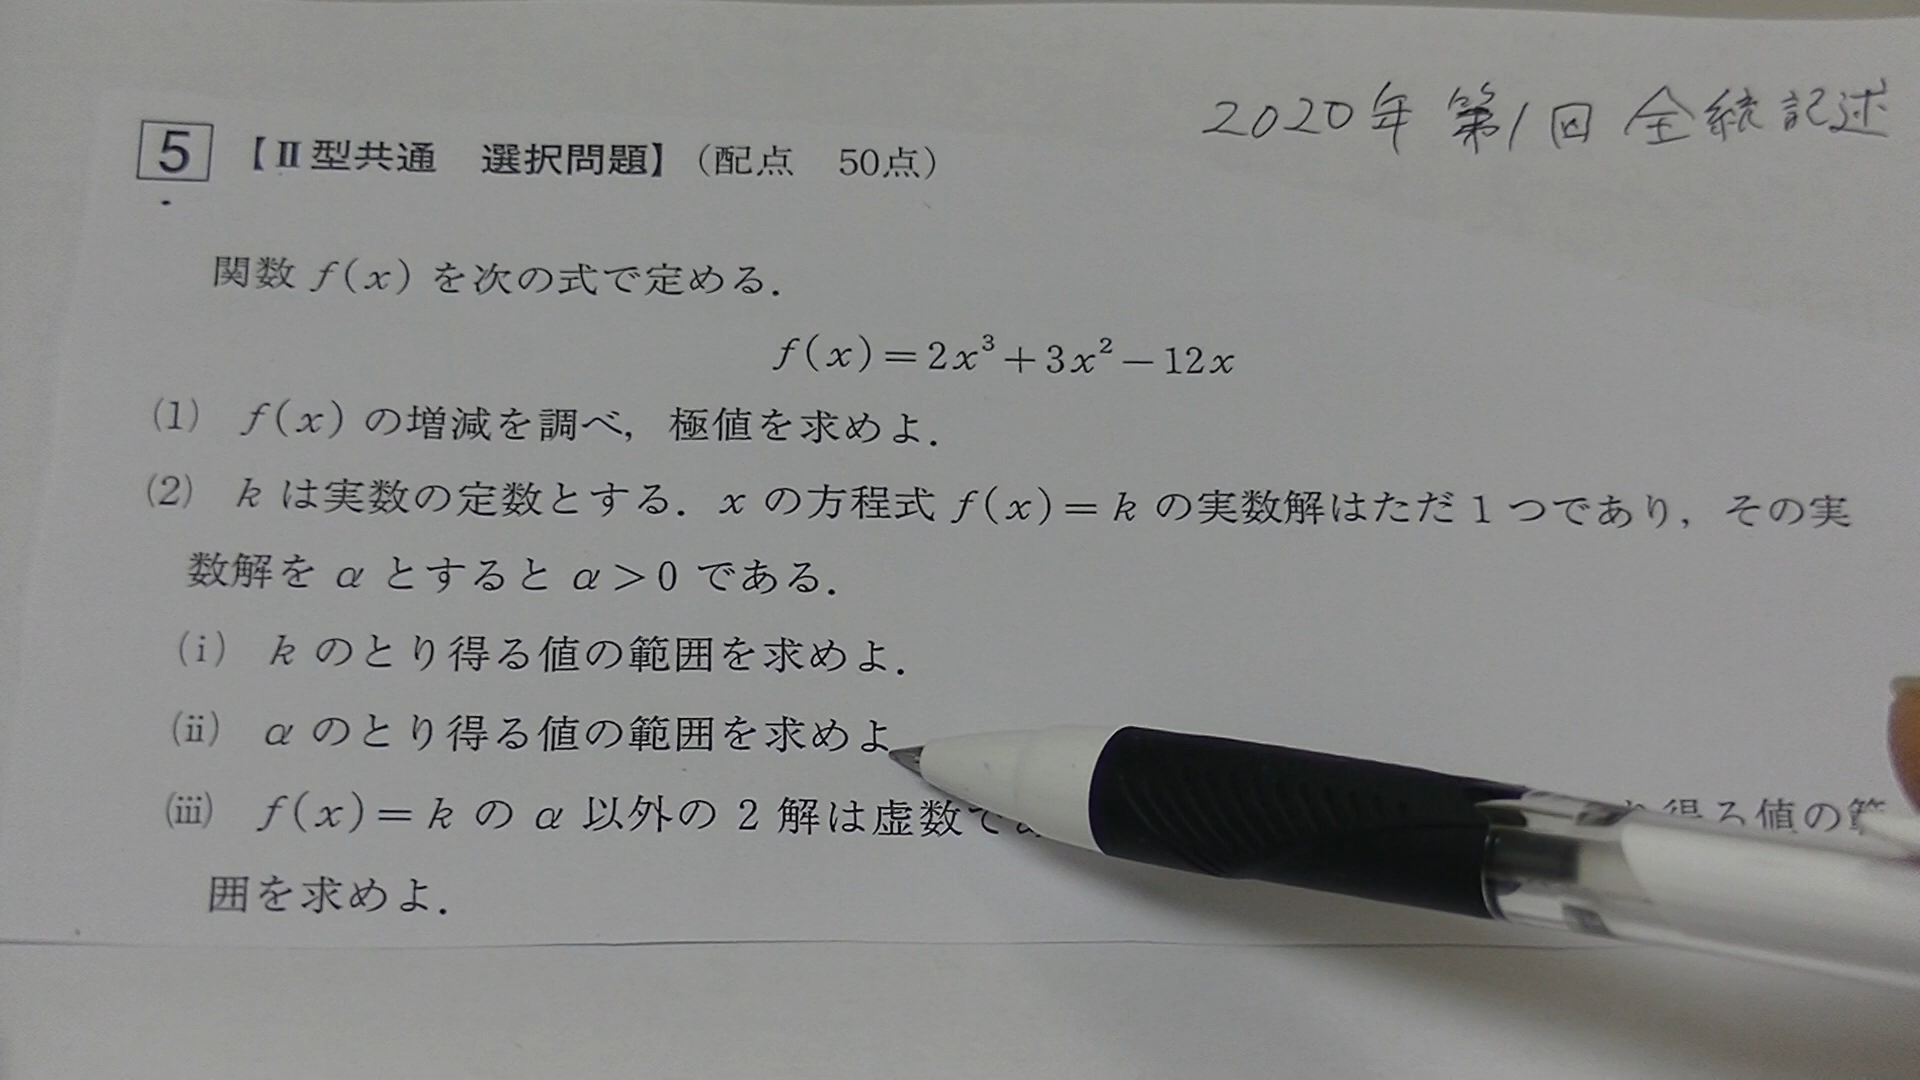 2020年 第1回 全統記述
5 【Ⅱ型共通 選択問題】(配点 50点)
関数 f(x) を次の式で定める.
f(x)=2x³+3x²−12x
(1) f(x) の増減を調べ, 極値を求めよ.
(2) k は実数の定数とする. x の方程式 f(x)=k の実数解はただ1つであり, その実
数解を α とすると α>0 である.
(i) k のとり得る値の範囲を求めよ.
(ii) α のとり得る値の範囲を求めよ
(iii) f(x)=k の α 以外の 2 解は虚数で 得る値の範
囲を求めよ.